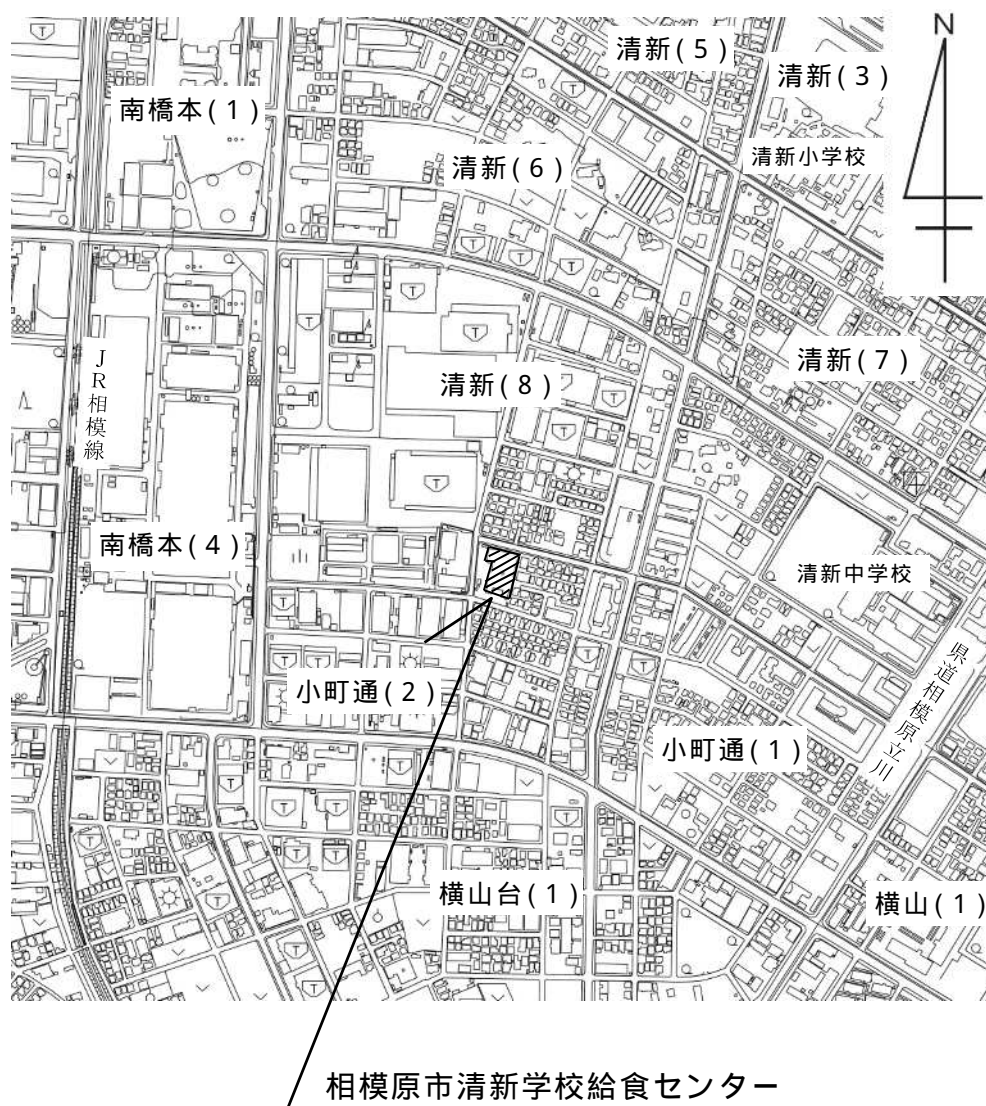 N
清新(5)
清新(3)
南橋本(1)
清新小学校
清新(6)
清新(7)
清新(8)
JR相模線
南橋本(4)
清新中学校
県道相模原立川
小町通(2)
小町通(1)
横山台(1)
横山(1)
相模原市清新学校給食センター